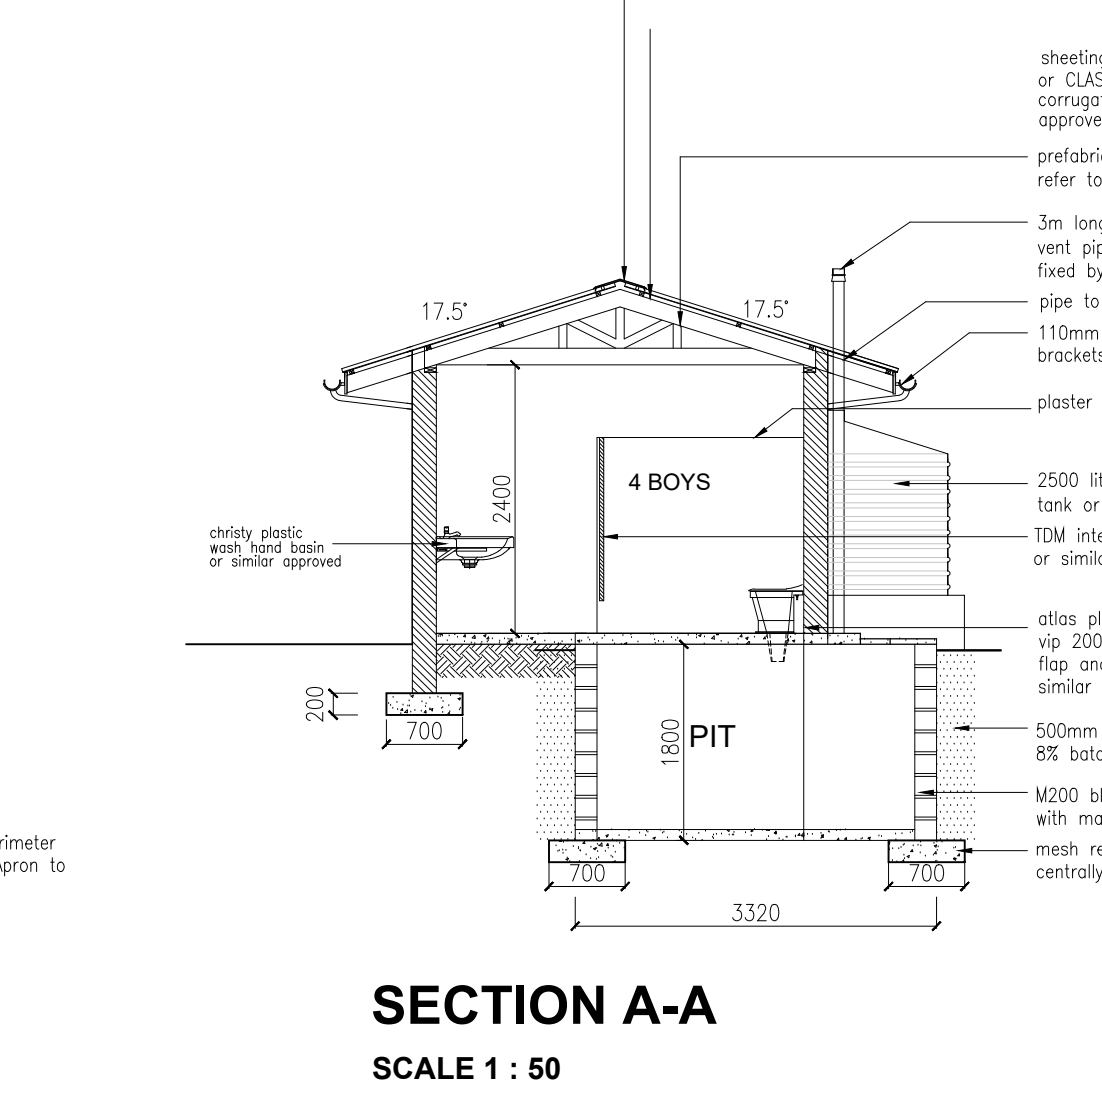 sheeting
or CLAS
corruga
approve
prefabri
refer to
3m long
vent pip
fixed by
17.5°
17.5°
pipe to
110mm
brackets
plaster
4 BOYS
2400
2500 lit
tank or
christy plastic
wash hand basin
or similar approved
TDM inte
or simila
atlas pl
vip 200
flap and
similar
200
700
1800
PIT
500mm
8% batc
M200 bl
with ma
rimeter
Apron to
mesh re
centrally
700
700
3320
SECTION A-A
SCALE 1 : 50